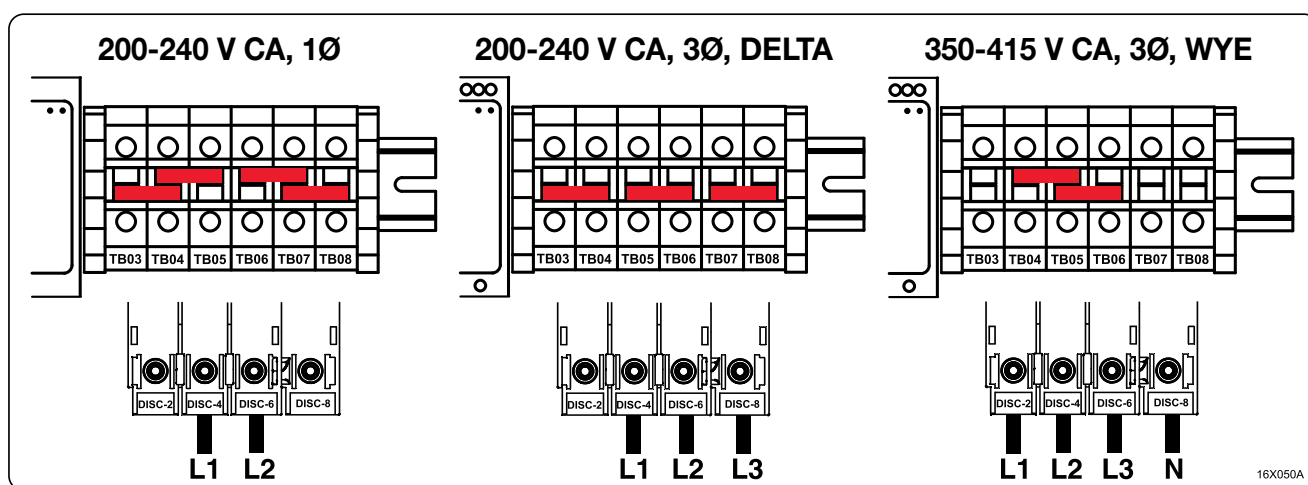 200-240 V CA, 1Ø
200-240 V CA, 3Ø, DELTA
350-415 V CA, 3Ø, WYE
TB03 TB04 TB05 TB06 TB07 TB08
TB03 TB04 TB05 TB06 TB07 TB08
TB03 TB04 TB05 TB06 TB07 TB08
DISC-2 DISC-4 DISC-6 DISC-8
DISC-2 DISC-4 DISC-6 DISC-8
DISC-2 DISC-4 DISC-6 DISC-8
L1 L2
L1 L2 L3
L1 L2 L3 N
16X050A